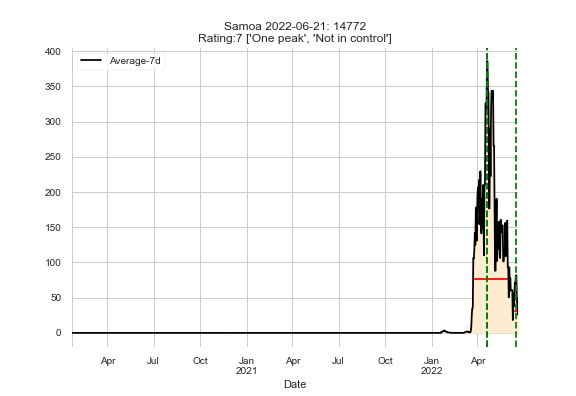 Samoa 2022-06-21: 14772
Rating:7 ['One peak', 'Not in control']
Average-7d
400
350
300
250
200
150
100
50
0
Apr Jul Oct Jan Apr Jul Oct Jan Apr
2021 2022
Date